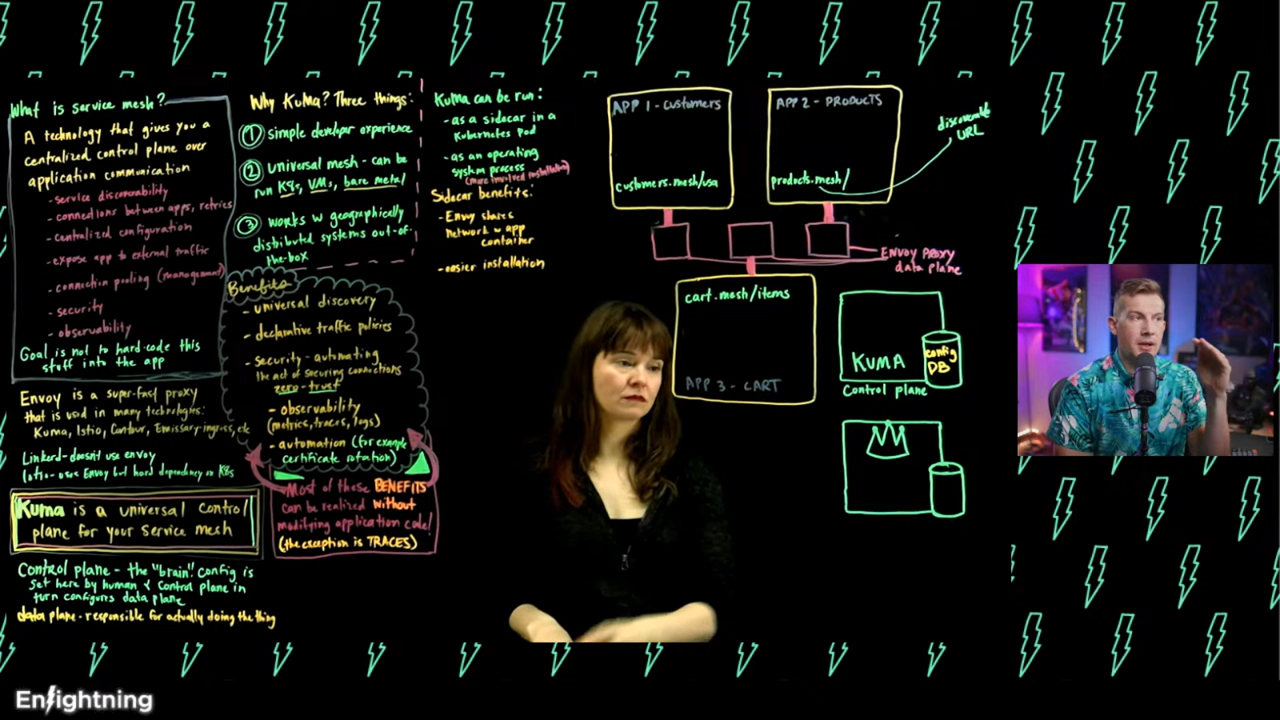 What is service mesh?
A technology that gives you a
centralized control plane over
application communication
- service discoverability
- connections between apps, retries
- centralized configuration
- expose app to external traffic
- connection pooling (management)
- security
- observability
Goal is not to hard-code this
stuff into the app
Envoy is a super-fast proxy
that is used in many technologies:
Kuma, Istio, Contour, Emissary-ingress, etc
Linkerd-doesn't use envoy
Istio-uses Envoy but hard dependency on K8s
Kuma is a universal control
plane for your service mesh
Control plane - the "brain". Config is
set here by human & control plane in
turn configures data plane
data plane - responsible for actually doing the thing
Why Kuma? Three things:
① simple developer experience
② universal mesh - can be
run K8s, VMs, bare metal
③ works w geographically
distributed systems out-of-
the-box
Benefits
- universal discovery
- declarative traffic policies
- security - automating
the act of securing connections
zero-trust
- observability
(metrics, traces, logs)
- automation (for example
certificate rotation)
Most of these BENEFITS
can be realized without
modifying application code!
(the exception is TRACES)
Kuma can be run:
- as a sidecar in a
Kubernetes Pod
- as an operating
system process
(more involved installation)
Sidecar benefits:
- Envoy shares
Network w app
container
- easier installation
APP 1 - customers
customers.mesh/usa
APP 2 - PRODUCTS
products.mesh/
discoverable
URL
ENVOY PROXY
data plane
cart.mesh/items
APP 3 - CART
KUMA
config
DB
Control plane
Enlightning